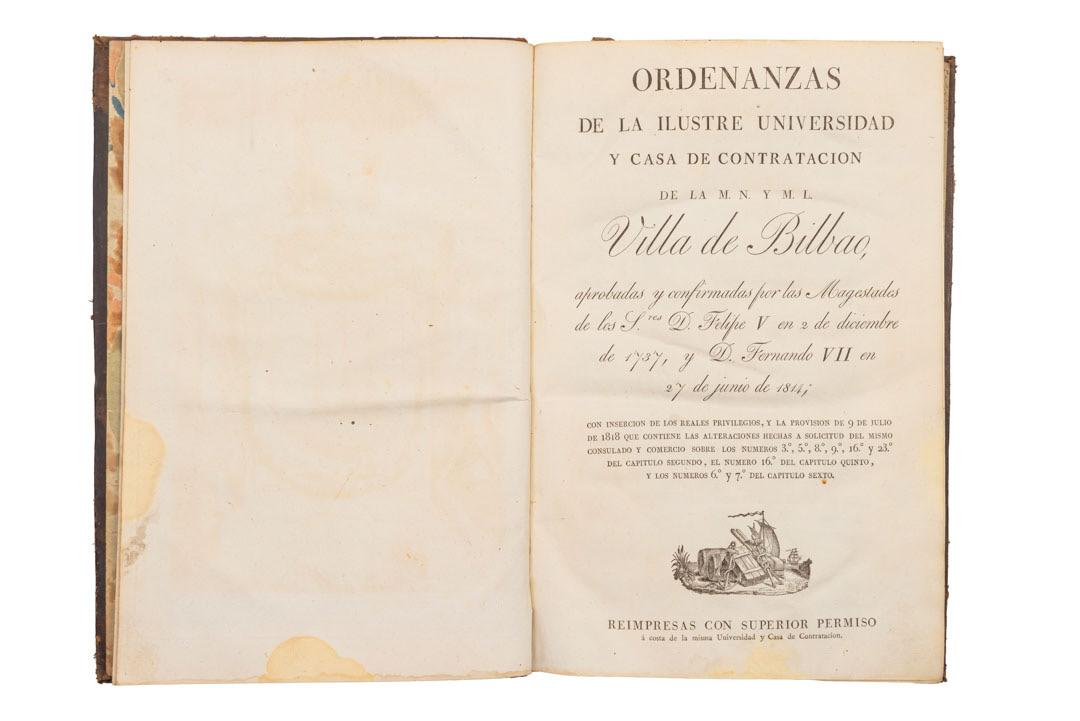 ORDENANZAS
DE LA ILUSTRE UNIVERSIDAD
Y CASA DE CONTRATACION
DE LA M. N. Y M. L.
Villa de Bilbao,
aprobadas y confirmadas por las Magestades
de los S.res D. Felipe V en 2 de diciembre
de 1737, y D. Fernando VII en
27 de junio de 1814;
CON INSERCION DE LOS REALES PRIVILEGIOS, Y LA PROVISION DE 9 DE JULIO
DE 1818 QUE CONTIENE LAS ALTERACIONES HECHAS A SOLICITUD DEL MISMO
CONSULADO Y COMERCIO SOBRE LOS NUMEROS 3.º, 5.º, 8.º, 9.º, 16.º Y 23.º
DEL CAPITULO SEGUNDO, EL NUMERO 16.º DEL CAPITULO QUINTO,
Y LOS NUMEROS 6.º Y 7.º DEL CAPITULO SEXTO.
REIMPRESAS CON SUPERIOR PERMISO
á costa de la misma Universidad y Casa de Contratacion.